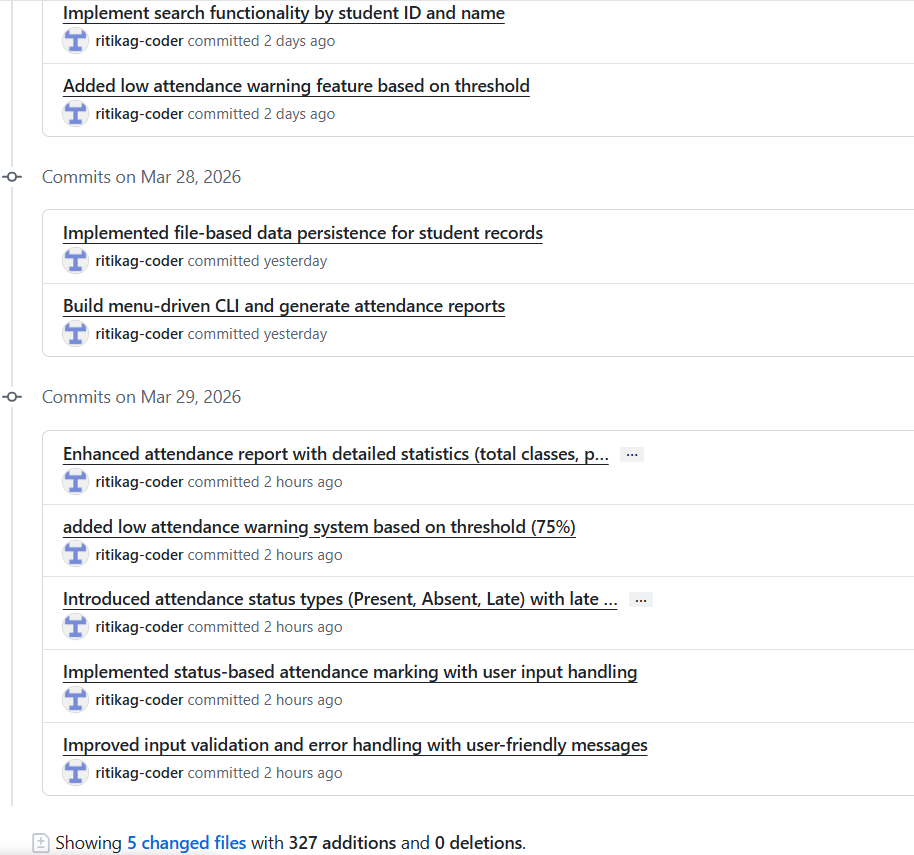 Implement search functionality by student ID and name
ritikag-coder committed 2 days ago
Added low attendance warning feature based on threshold
ritikag-coder committed 2 days ago
Commits on Mar 28, 2026
Implemented file-based data persistence for student records
ritikag-coder committed yesterday
Build menu-driven CLI and generate attendance reports
ritikag-coder committed yesterday
Commits on Mar 29, 2026
Enhanced attendance report with detailed statistics (total classes, p... ...
ritikag-coder committed 2 hours ago
added low attendance warning system based on threshold (75%)
ritikag-coder committed 2 hours ago
Introduced attendance status types (Present, Absent, Late) with late ... ...
ritikag-coder committed 2 hours ago
Implemented status-based attendance marking with user input handling
ritikag-coder committed 2 hours ago
Improved input validation and error handling with user-friendly messages
ritikag-coder committed 2 hours ago
Showing 5 changed files with 327 additions and 0 deletions.